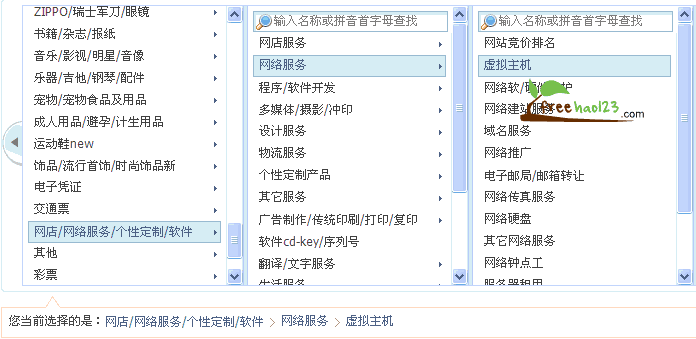 ZIPPO/瑞士军刀/眼镜
书籍/杂志/报纸
音乐/影视/明星/音像
乐器/吉他/钢琴/配件
宠物/宠物食品及用品
成人用品/避孕/计生用品
运动鞋new
饰品/流行首饰/时尚饰品新
电子凭证
交通票
网店/网络服务/个性定制/软件
其他
彩票
输入名称或拼音首字母查找
网店服务
网络服务
程序/软件开发
多媒体/摄影/冲印
设计服务
物流服务
个性定制产品
其它服务
广告制作/传统印刷/打印/复印
软件cd-key/序列号
翻译/文字服务
生活服务
输入名称或拼音首字母查找
网站竞价排名
虚拟主机
网络软/硬件维护
网络建站服务
freehao123.com
域名服务
网络推广
电子邮局/邮箱转让
网络传真服务
网络硬盘
其它网络服务
网络钟点工
服务器租用
您当前选择的是：网店/网络服务/个性定制/软件 > 网络服务 > 虚拟主机